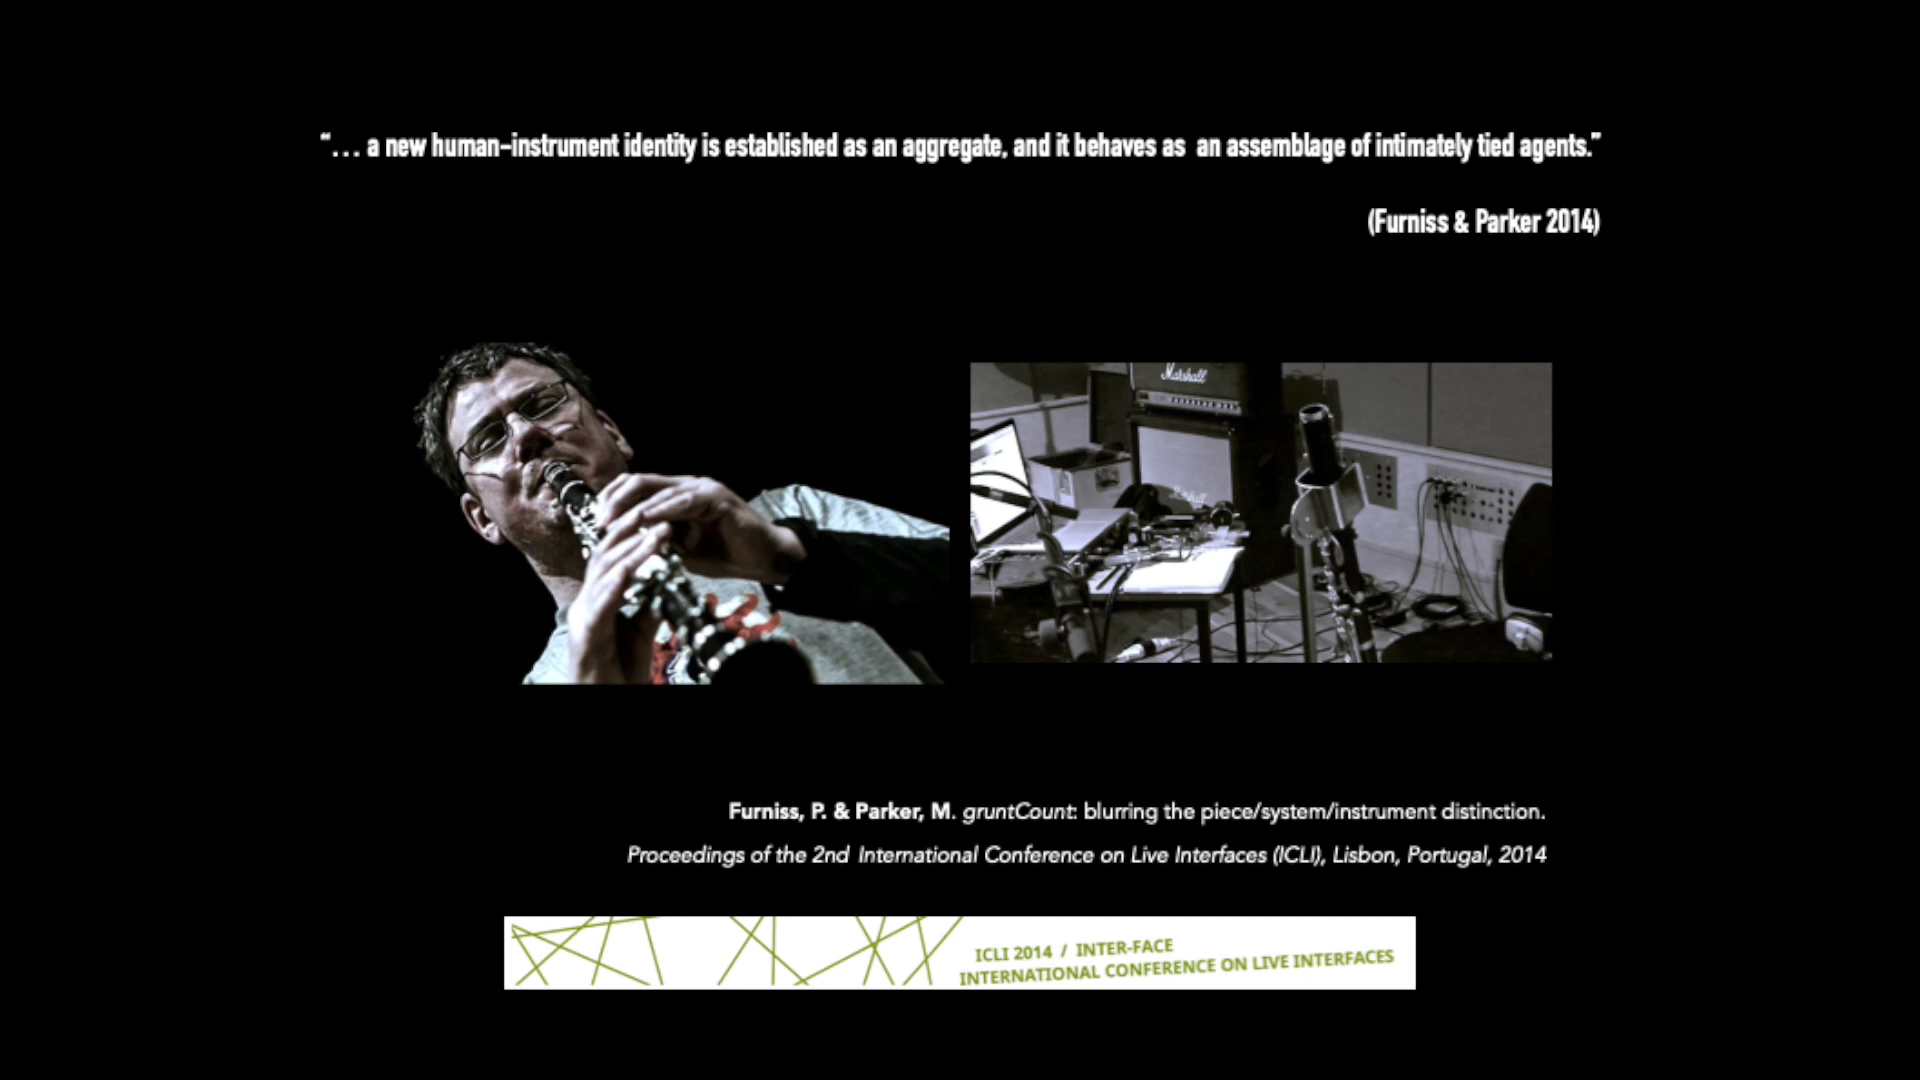 “... a new human–instrument identity is established as an aggregate, and it behaves as an assemblage of intimately tied agents.”
(Furniss & Parker 2014)
Marshall
Marshall
Furniss, P. & Parker, M. gruntCount: blurring the piece/system/instrument distinction.
Proceedings of the 2nd International Conference on Live Interfaces (ICLI), Lisbon, Portugal, 2014
ICLI 2014 / INTER-FACE
INTERNATIONAL CONFERENCE ON LIVE INTERFACES